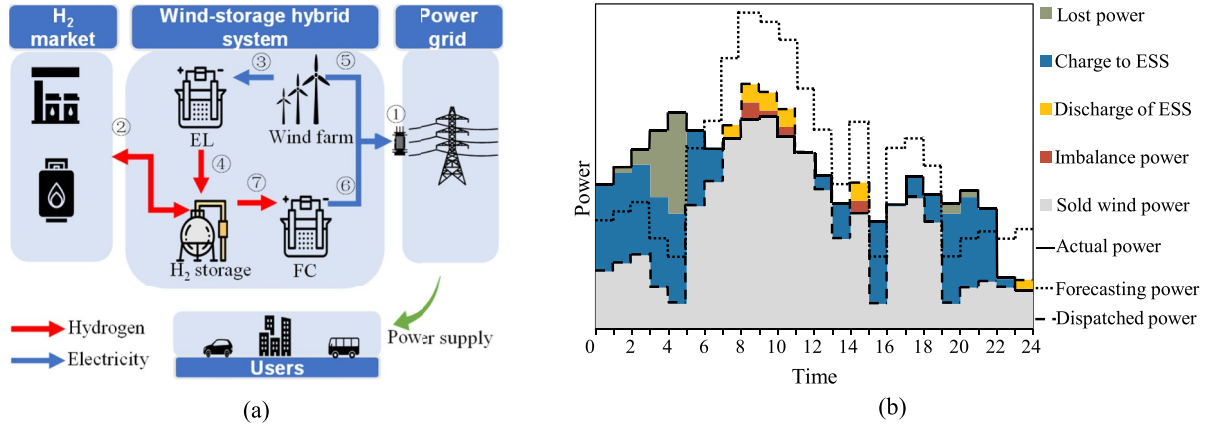 H₂
market
Wind-storage hybrid
system
Power
grid
③
⑤
②
①
EL
Wind farm
④
⑦
⑥
H₂ storage
FC
Hydrogen
Electricity
Power supply
Users
(a)
Power
0
2
4
6
8
10
12
14
16
18
20
22
24
Time
Lost power
Charge to ESS
Discharge of ESS
Imbalance power
Sold wind power
Actual power
Forecasting power
Dispatched power
(b)